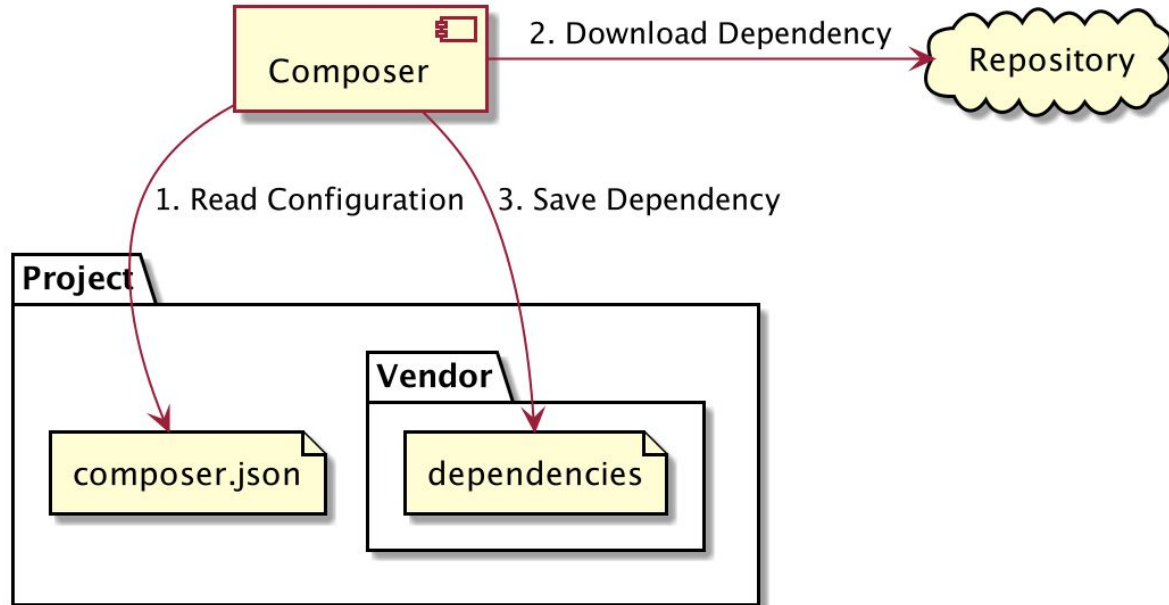 2. Download Dependency
Composer
Repository
1. Read Configuration
3. Save Dependency
Project
Vendor
composer.json
dependencies